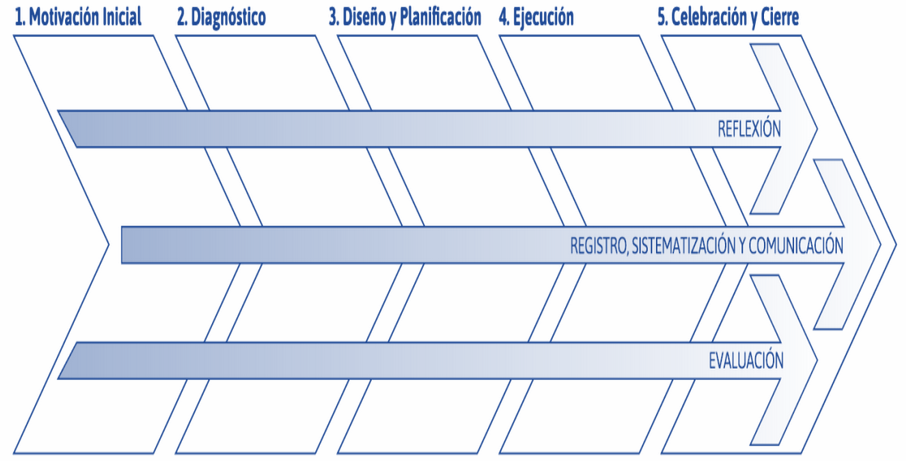 1. Motivación Inicial
2. Diagnóstico
3. Diseño y Planificación
4. Ejecución
5. Celebración y Cierre
REFLEXIÓN
REGISTRO, SISTEMATIZACIÓN Y COMUNICACIÓN
EVALUACIÓN